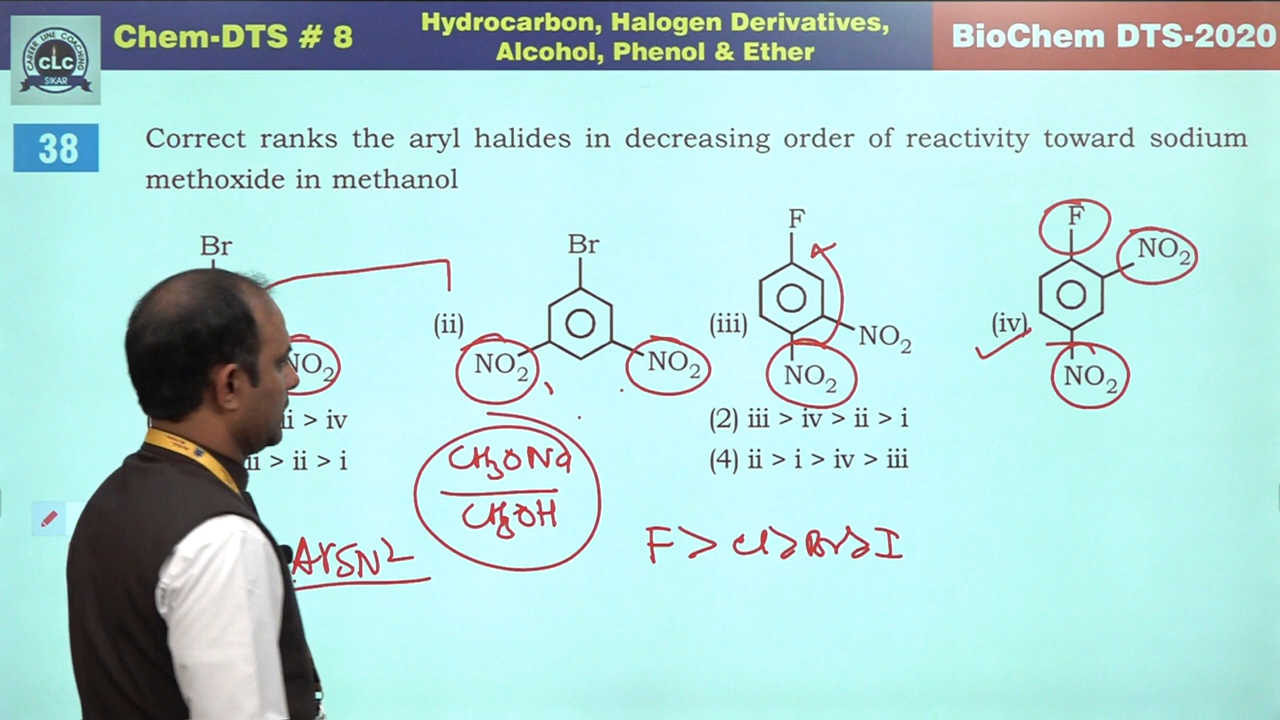 CAREER LINE COACHING
CLC
SIKAR
Chem-DTS # 8
Hydrocarbon, Halogen Derivatives,
Alcohol, Phenol & Ether
BioChem DTS-2020
38
Correct ranks the aryl halides in decreasing order of reactivity toward sodium
methoxide in methanol
Br
NO2
(ii)
Br
NO2
NO2
(iii)
F
NO2
NO2
(iv)
F
NO2
NO2
i > iv
(2) iii > iv > ii > i
> ii > i
(4) ii > i > iv > iii
CH3ONa
CH3OH
ArSN2
F > Cl > Br > I